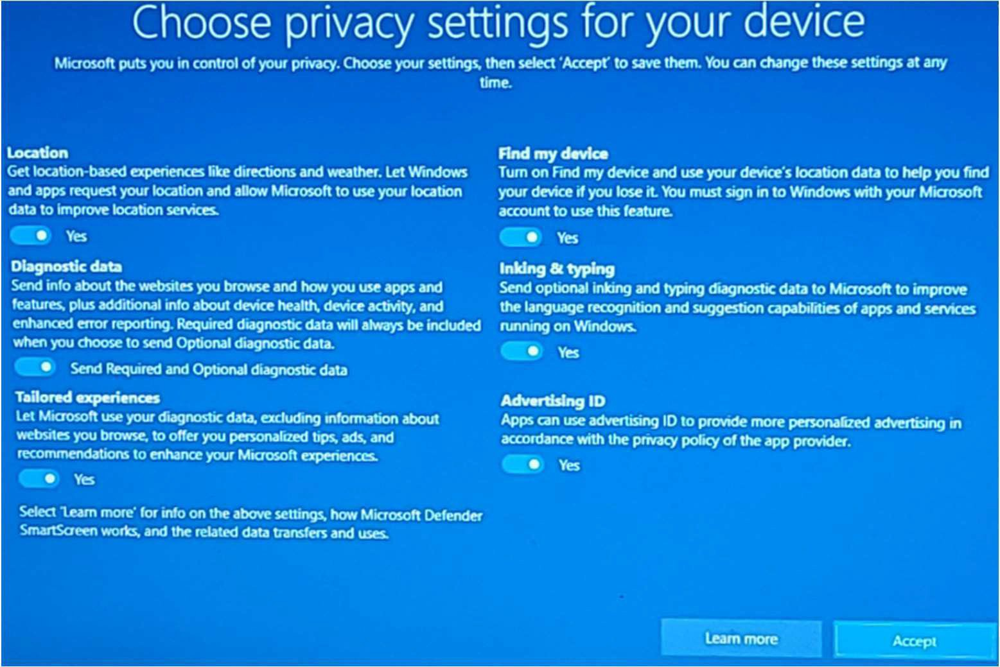 Choose privacy settings for your device
Microsoft puts you in control of your privacy. Choose your settings, then select 'Accept' to save them. You can change these settings at any
time.
Location
Get location-based experiences like directions and weather. Let Windows
and apps request your location and allow Microsoft to use your location
data to improve location services.
Yes
Diagnostic data
Send info about the websites you browse and how you use apps and
features, plus additional info about device health, device activity, and
enhanced error reporting. Required diagnostic data will always be included
when you choose to send Optional diagnostic data.
Send Required and Optional diagnostic data
Tailored experiences
Let Microsoft use your diagnostic data, excluding information about
websites you browse, to offer you personalized tips, ads, and
recommendations to enhance your Microsoft experiences.
Yes
Select 'Learn more' for info on the above settings, how Microsoft Defender
SmartScreen works, and the related data transfers and uses.
Find my device
Turn on Find my device and use your device's location data to help you find
your device if you lose it. You must sign in to Windows with your Microsoft
account to use this feature.
Yes
Inking & typing
Send optional inking and typing diagnostic data to Microsoft to improve
the language recognition and suggestion capabilities of apps and services
running on Windows.
Yes
Advertising ID
Apps can use advertising ID to provide more personalized advertising in
accordance with the privacy policy of the app provider.
Yes
Learn more
Accept